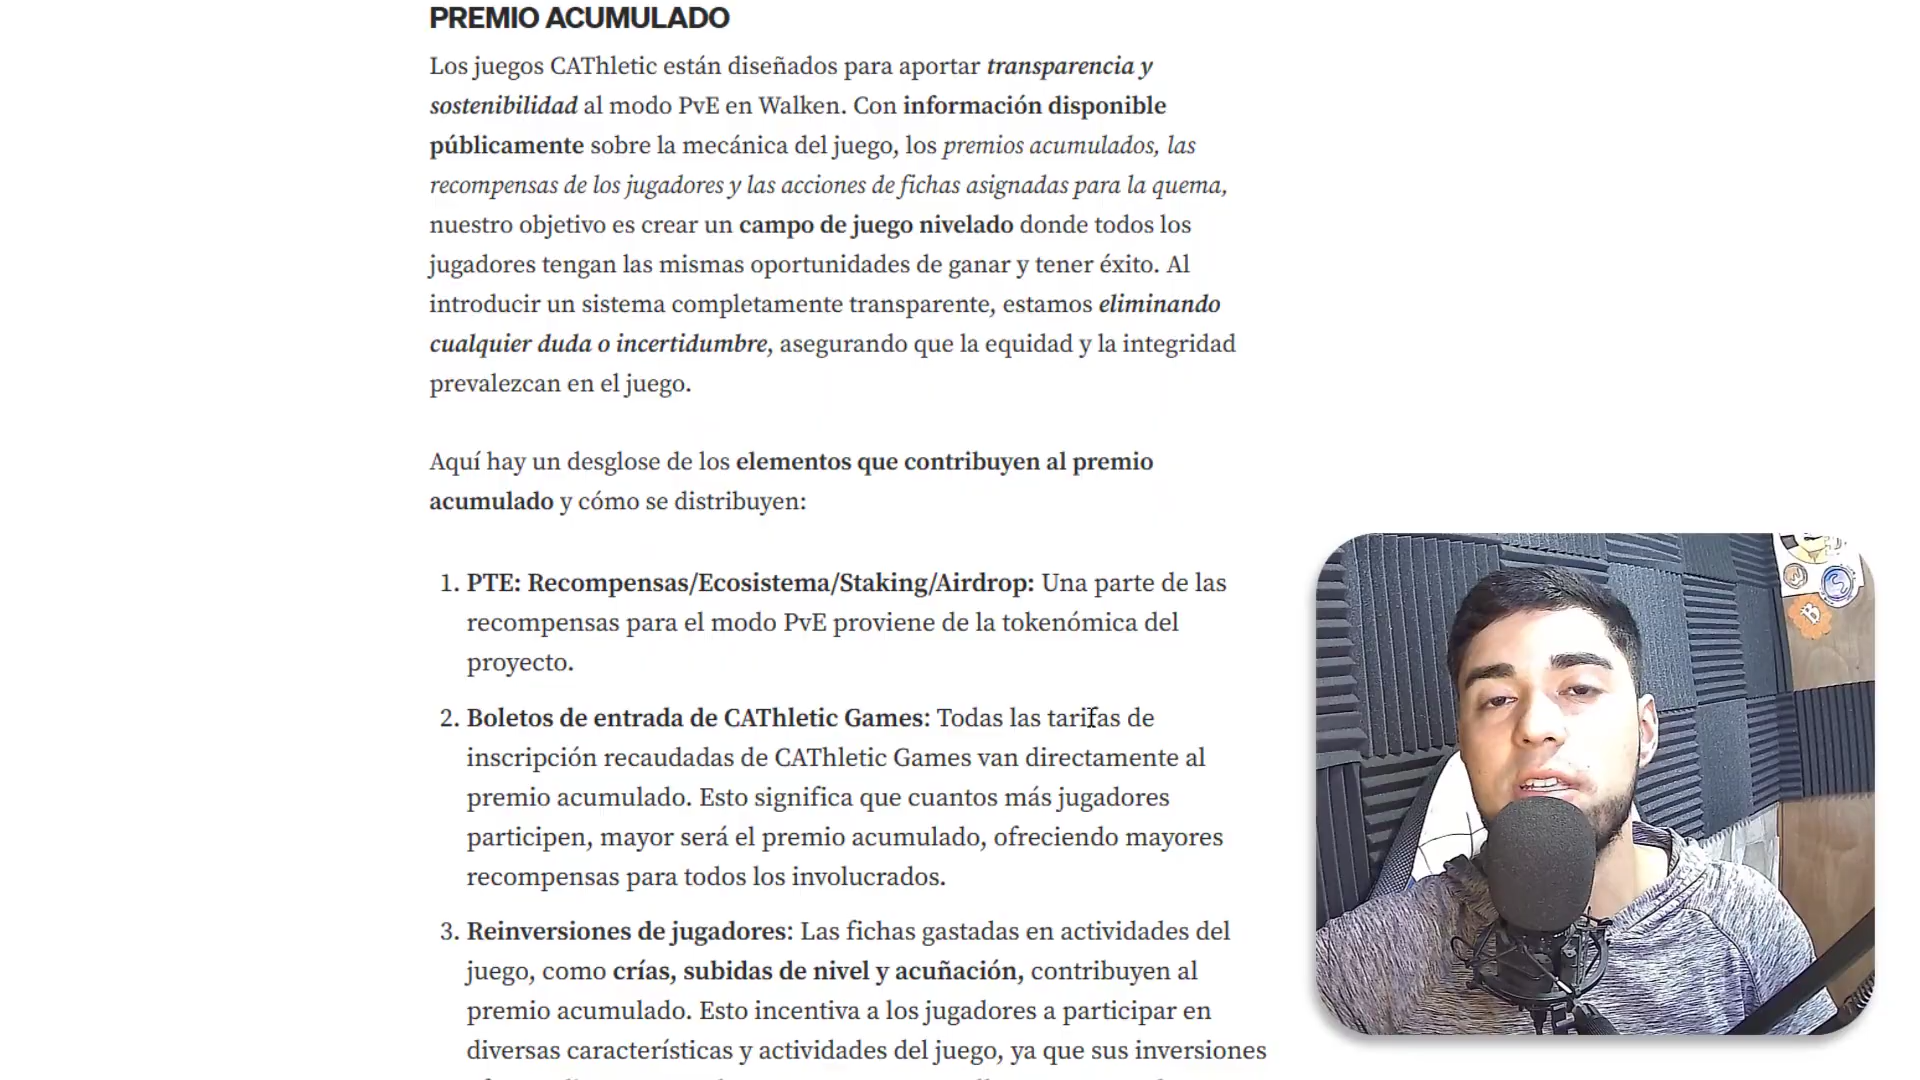 PREMIO ACUMULADO
Los juegos CAThletic están diseñados para aportar transparencia y
sostenibilidad al modo PvE en Walken. Con información disponible
públicamente sobre la mecánica del juego, los premios acumulados, las
recompensas de los jugadores y las acciones de fichas asignadas para la quema,
nuestro objetivo es crear un campo de juego nivelado donde todos los
jugadores tengan las mismas oportunidades de ganar y tener éxito. Al
introducir un sistema completamente transparente, estamos eliminando
cualquier duda o incertidumbre, asegurando que la equidad y la integridad
prevalezcan en el juego.
Aquí hay un desglose de los elementos que contribuyen al premio
acumulado y cómo se distribuyen:
1. PTE: Recompensas/Ecosistema/Staking/Airdrop: Una parte de las
recompensas para el modo PvE proviene de la tokenómica del
proyecto.
2. Boletos de entrada de CAThletic Games: Todas las tarifas de
inscripción recaudadas de CAThletic Games van directamente al
premio acumulado. Esto significa que cuantos más jugadores
participen, mayor será el premio acumulado, ofreciendo mayores
recompensas para todos los involucrados.
3. Reinversiones de jugadores: Las fichas gastadas en actividades del
juego, como crías, subidas de nivel y acuñación, contribuyen al
premio acumulado. Esto incentiva a los jugadores a participar en
diversas características y actividades del juego, ya que sus inversiones